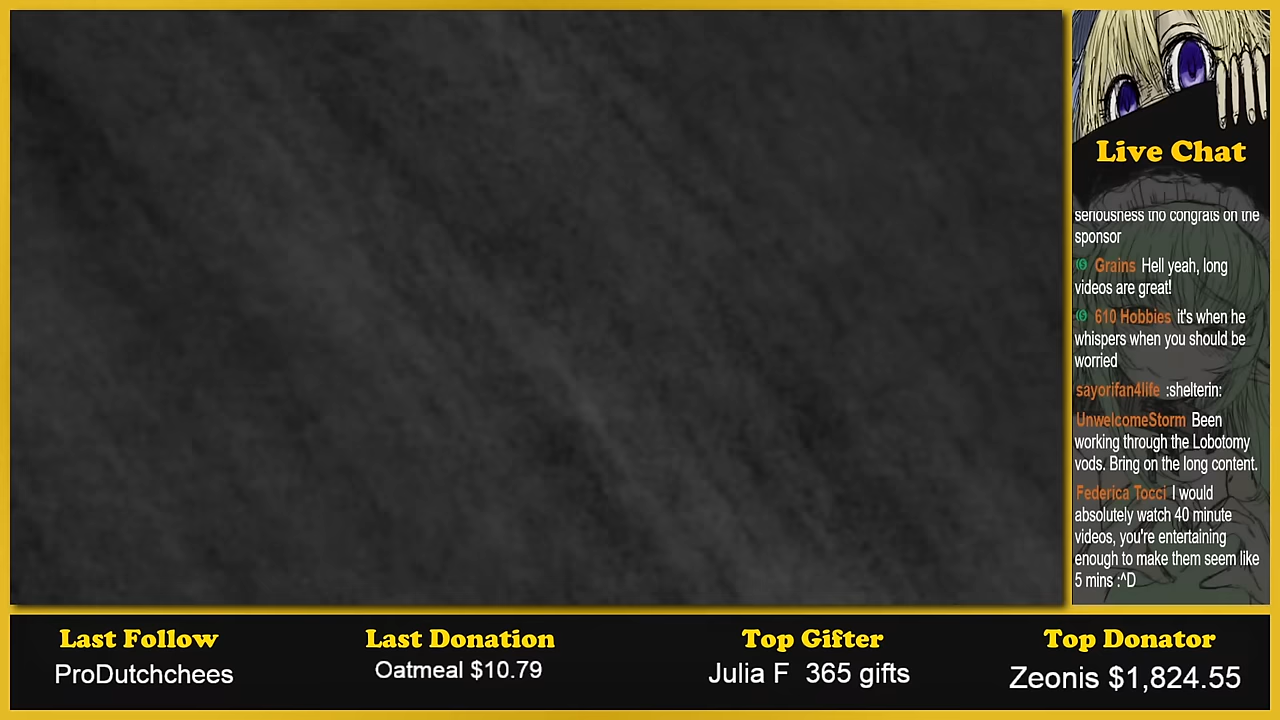 Live Chat
seriousness tho congrats on the
sponsor
Grains Hell yeah, long
videos are great!
610 Hobbies it's when he
whispers when you should be
worried
sayorifan4life :shelterin:
UnwelcomeStorm Been
working through the Lobotomy
vods. Bring on the long content.
Federica Tocci I would
absolutely watch 40 minute
videos, you're entertaining
enough to make them seem like
5 mins :^D
Last Follow
ProDutchchees
Last Donation
Oatmeal $10.79
Top Gifter
Julia F 365 gifts
Top Donator
Zeonis $1,824.55